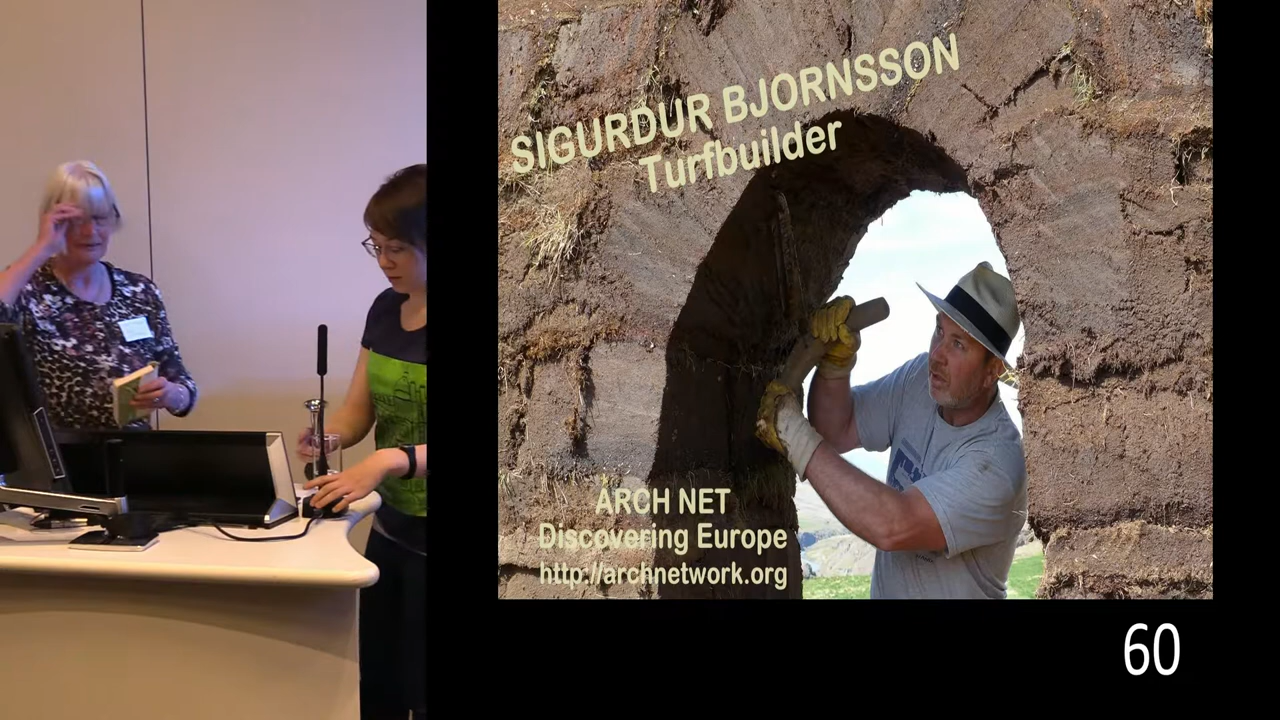 SIGURDUR BJORNSSON
Turfbuilder
ARCH NET
Discovering Europe
http://archnetwork.org
60